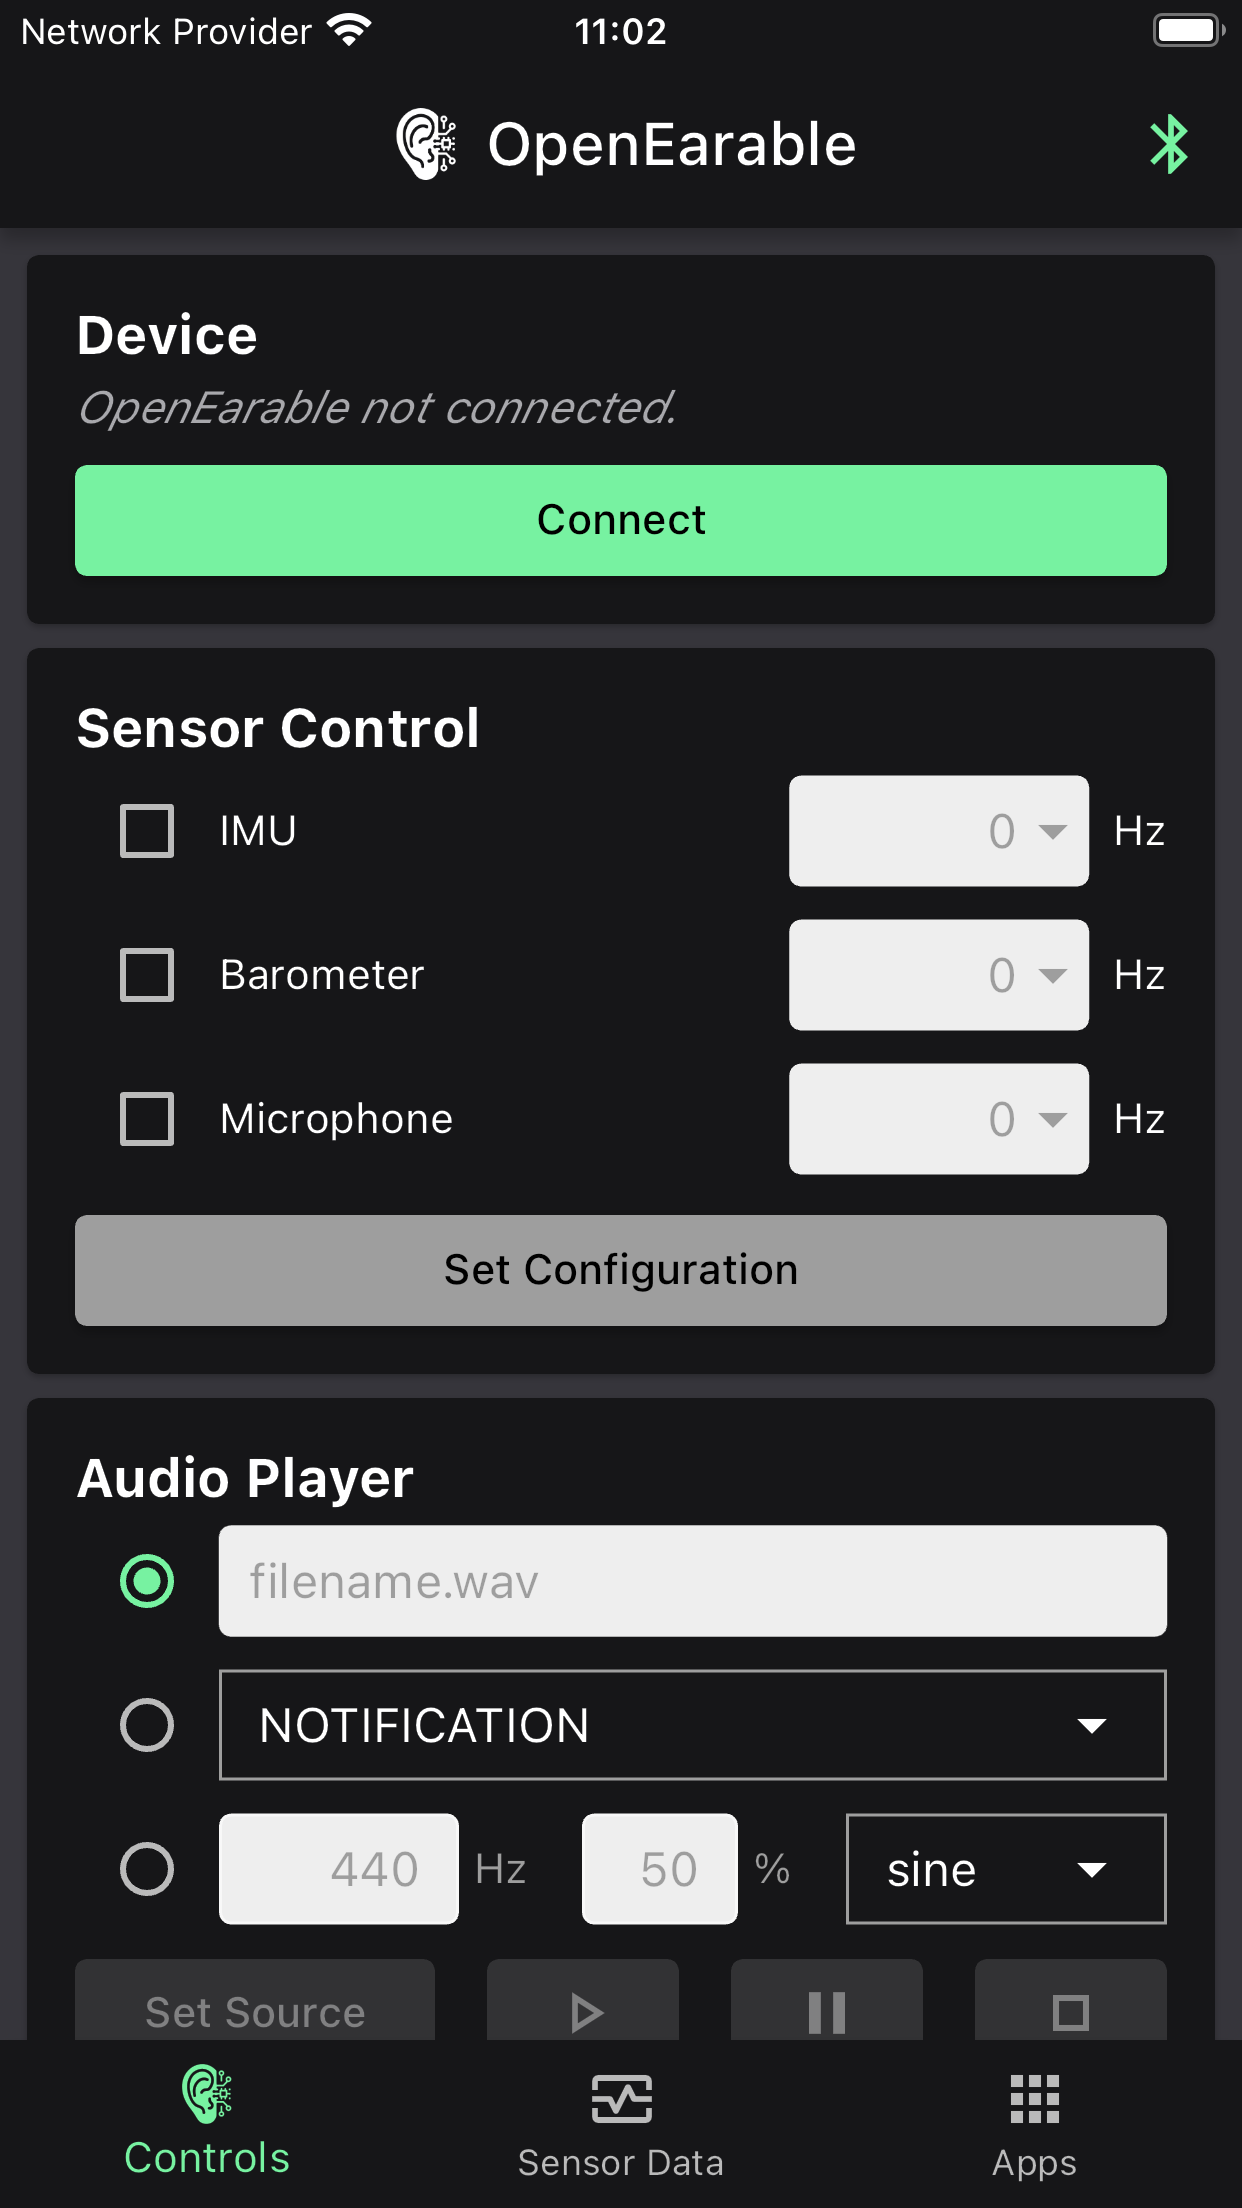 Network Provider 11:02
OpenEarable
Device
OpenEarable not connected.
Connect
Sensor Control
IMU 0 Hz
Barometer 0 Hz
Microphone 0 Hz
Set Configuration
Audio Player
filename.wav
NOTIFICATION
440 Hz 50 % sine
Set Source
Controls Sensor Data Apps